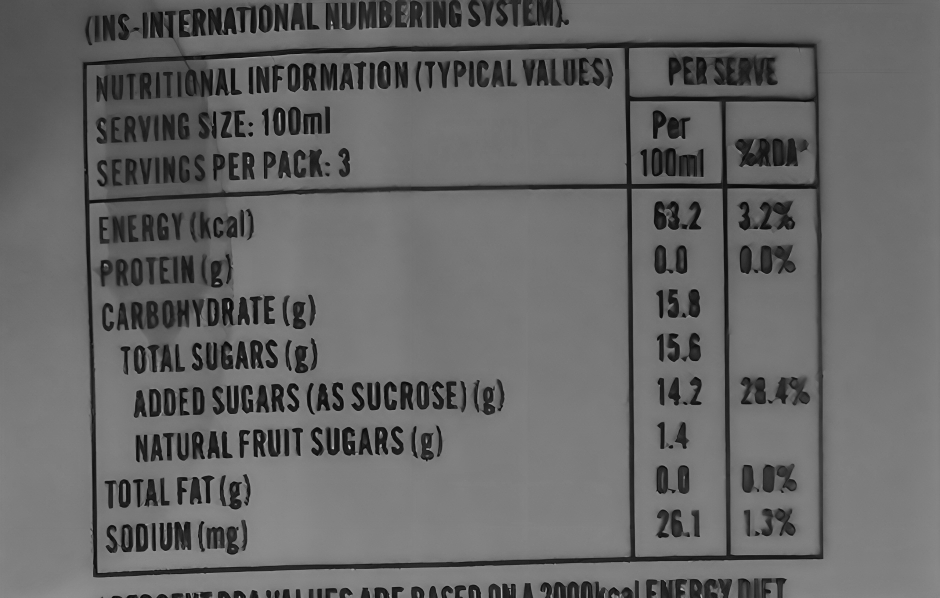 (INS-INTERNATIONAL NUMBERING SYSTEM).
NUTRITIONAL INFORMATION (TYPICAL VALUES) PER SERVE
SERVING SIZE: 100ml Per
SERVINGS PER PACK: 3 100ml %RDA*
ENERGY (kcal) 63.2 3.2%
PROTEIN (g) 0.0 0.0%
CARBOHYDRATE (g) 15.8
TOTAL SUGARS (g) 15.6
ADDED SUGARS (AS SUCROSE) (g) 14.2 28.4%
NATURAL FRUIT SUGARS (g) 1.4
TOTAL FAT (g) 0.0 0.0%
SODIUM (mg) 26.1 1.3%
PERCENT RDA VALUES ARE BASED ON A 2000kcal ENERGY DIET